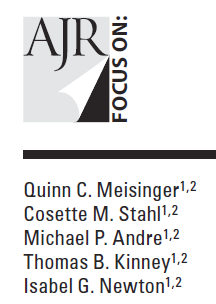 AJR
FOCUS ON:
Quinn C. Meisinger1,2
Cosette M. Stahl1,2
Michael P. Andre1,2
Thomas B. Kinney1,2
Isabel G. Newton1,2